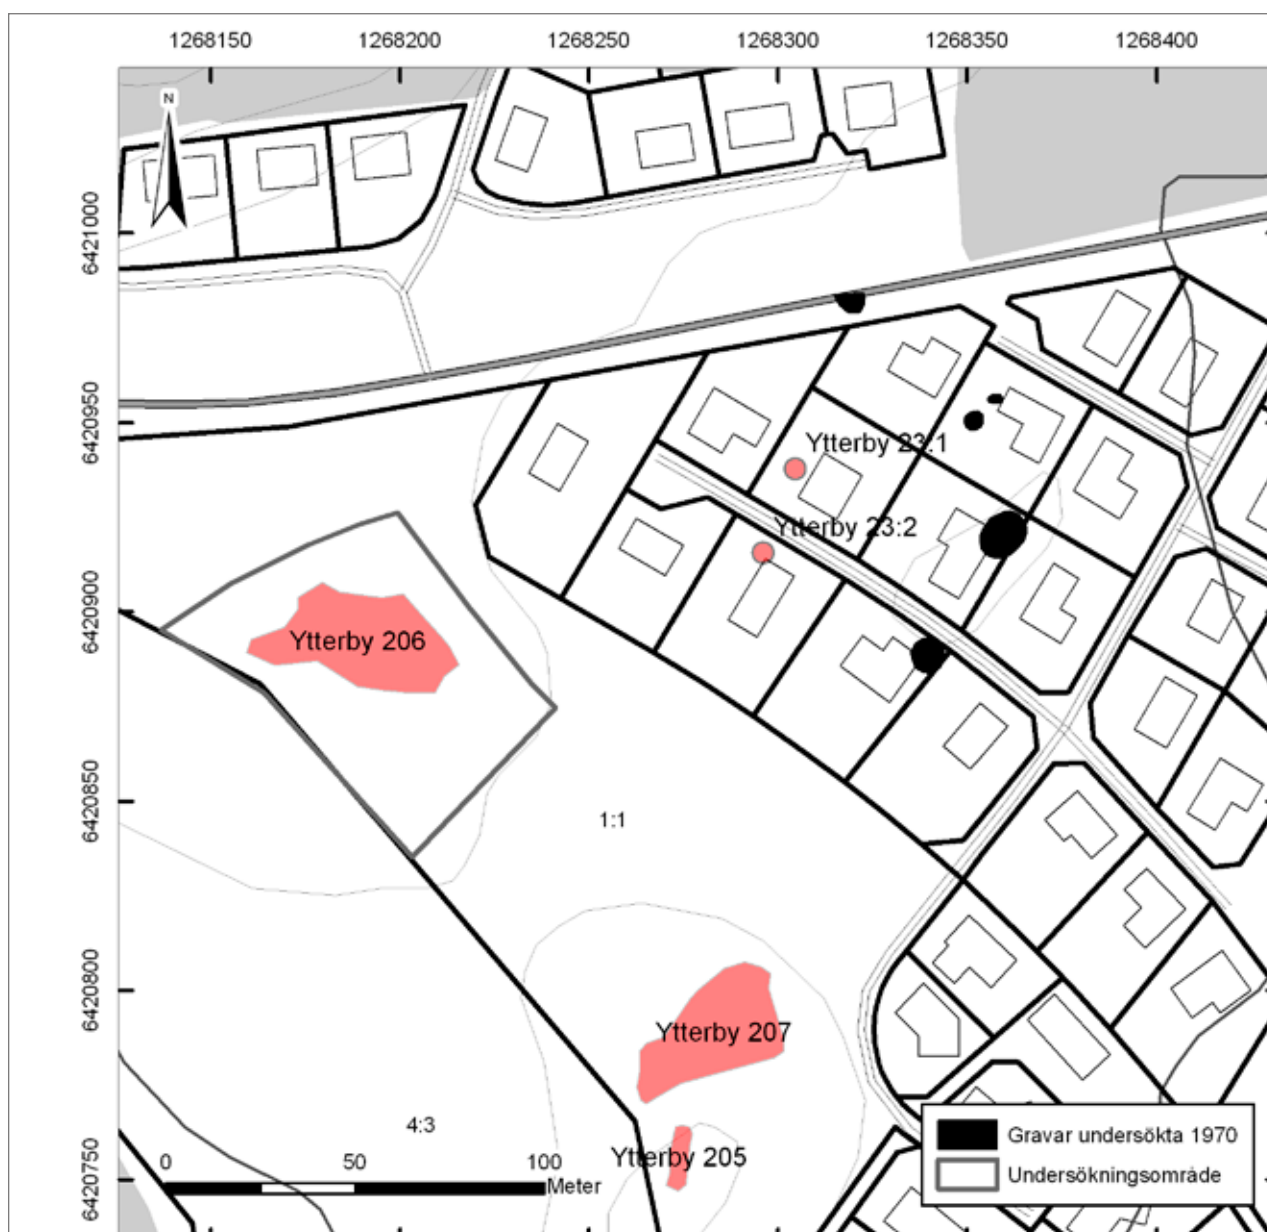 1268150 1268200 1268250 1268300 1268350 1268400
N
6421000
6420950
Ytterby 23:1
Ytterby 23:2
6420900
Ytterby 206
6420850
1:1
6420800
Ytterby 207
4:3
Gravar undersökta 1970
Ytterby 205
6420750
0 50 100
Meter
Undersökningsområde